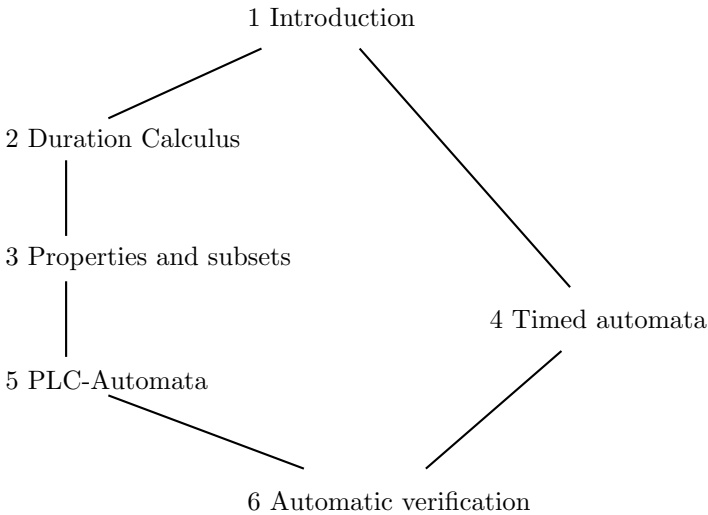 1 Introduction
2 Duration Calculus
3 Properties and subsets
4 Timed automata
5 PLC-Automata
6 Automatic verification